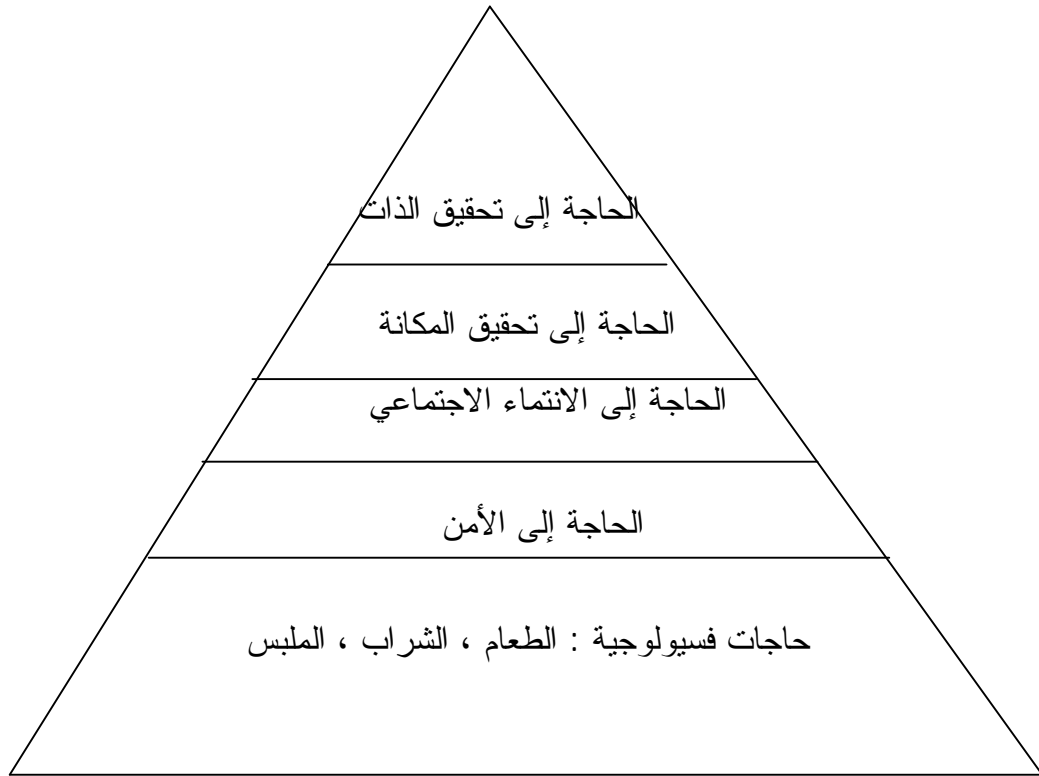 الحاجة إلى تحقيق الذات
الحاجة إلى تحقيق المكانة
الحاجة إلى الانتماء الاجتماعي
الحاجة إلى الأمن
حاجات فسيولوجية : الطعام ، الشراب ، الملبس